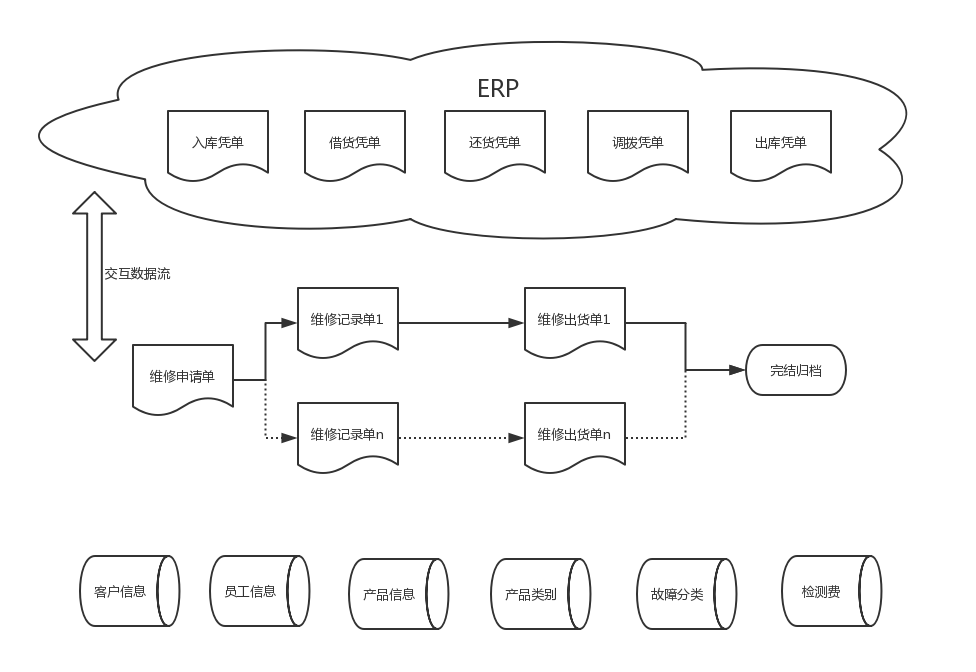 ERP
入库凭单
借货凭单
还货凭单
调拨凭单
出库凭单
交互数据流
维修记录单1
维修出货单1
维修申请单
完结归档
维修记录单n
维修出货单n
客户信息
员工信息
产品信息
产品类别
故障分类
检测费